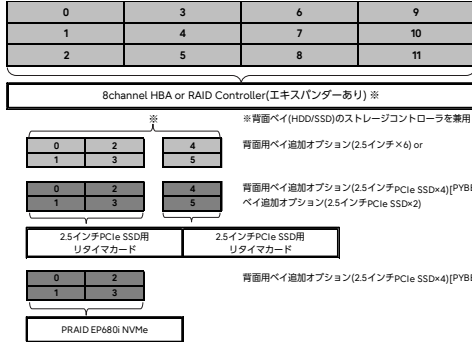 0 3 6 9
1 4 7 10
2 5 8 11
8channel HBA or RAID Controller(エキスパンダーあり) ※
※ ※背面ベイ(HDD/SSD)のストレージコントローラを兼用
0 2 4 背面用ベイ追加オプション(2.5インチ×6) or
1 3 5
0 2 4 背面用ベイ追加オプション(2.5インチPCIe SSD×4)[PYBE
1 3 5 ベイ追加オプション(2.5インチPCIe SSD×2)
2.5インチPCIe SSD用 2.5インチPCIe SSD用
リタイマカード リタイマカード
0 2 背面用ベイ追加オプション(2.5インチPCIe SSD×4)[PYBE
1 3
PRAID EP680i NVMe